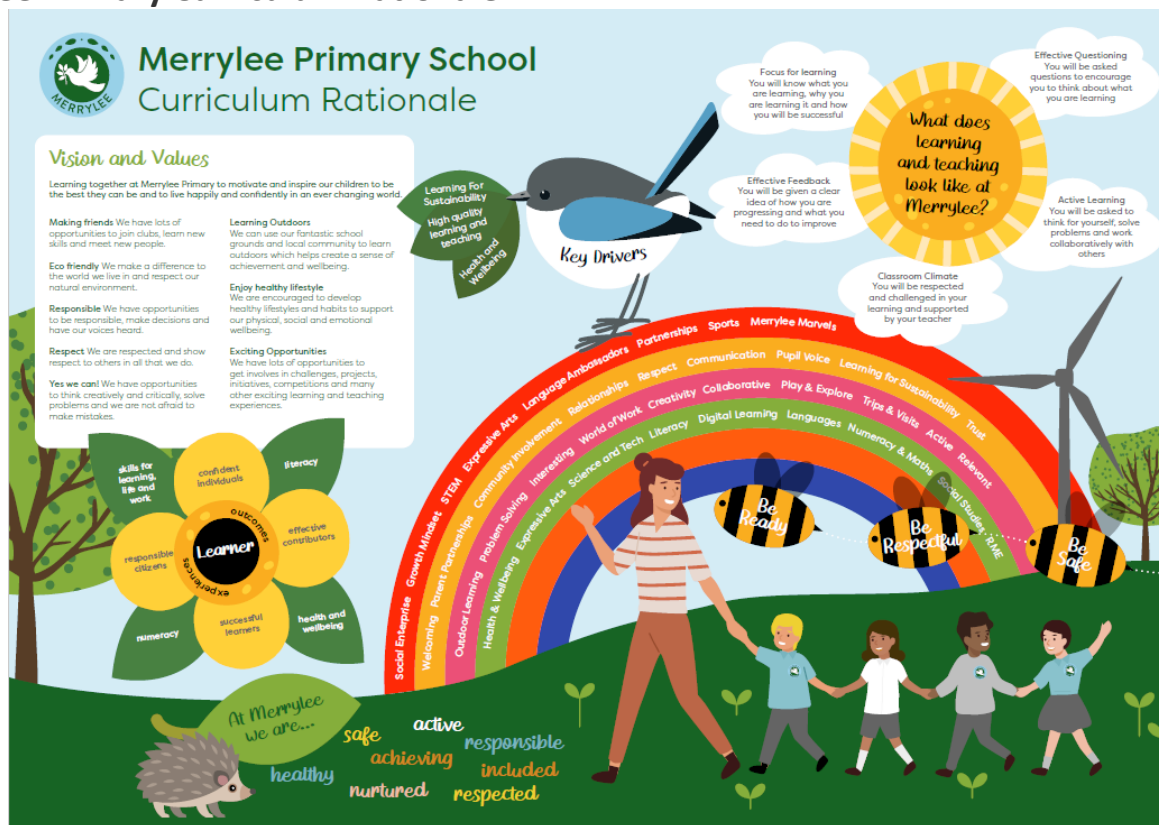 Merrylee Primary School
Curriculum Rationale
MERRYLEE
Vision and Values
Learning together at Merrylee Primary to motivate and inspire our children to be
the best they can be and to live happily and confidently in an ever changing world.
Making friends We have lots of
opportunities to join clubs, learn new
skills and meet new people.
Eco friendly We make a difference to
the world we live in and respect our
natural environment.
Responsible We have opportunities
to be responsible, make decisions and
have our voices heard.
Respect We are respected and show
respect to others in all that we do.
Yes we can! We have opportunities
to think creatively and critically, solve
problems and we are not afraid to
make mistakes.
Learning Outdoors
We can use our fantastic school
grounds and local community to learn
outdoors which helps create a sense of
achievement and wellbeing.
Enjoy healthy lifestyle
We are encouraged to develop
healthy lifestyles and habits to support
our physical, social and emotional
wellbeing.
Exciting Opportunities
We have lots of opportunities to
get involves in challenges, projects,
initiatives, competitions and many
other exciting learning and teaching
experiences.
Learning For
Sustainability
High quality
learning and
teaching
Health and
Wellbeing
Key Drivers
Focus for learning
You will know what you
are learning, why you
are learning it and how
you will be successful
Effective Questioning
You will be asked
questions to encourage
you to think about what
you are learning
What does
learning
and teaching
look like at
Merrylee?
Effective Feedback
You will be given a clear
idea of how you are
progressing and what you
need to do to improve
Active Learning
You will be asked to
think for yourself, solve
problems and work
collaboratively with
others
Classroom Climate
You will be respected
and challenged in your
learning and supported
by your teacher
Social Enterprise Growth Mindset STEM Expressive Arts Language Ambassadors Partnerships Sports Merrylee Marvels
Welcoming Parent Partnerships Community Involvement Relationships Respect Communication Pupil Voice Learning for Sustainability Trust
Outdoor Learning Problem Solving Interesting World of Work Creativity Collaborative Play & Explore Trips & Visits Active Relevant
Health & Wellbeing Expressive Arts Science and Tech Literacy Digital Learning Languages Numeracy & Maths Social Studies RME
Be
Ready
Be
Respectful
Be
Safe
skills for
learning,
life and
work
confident
individuals
literacy
responsible
citizens
outcomes
Learner
experiences
effective
contributors
numeracy
successful
learners
health and
wellbeing
At Merrylee
we are...
safe
active
responsible
achieving
healthy
included
nurtured
respected